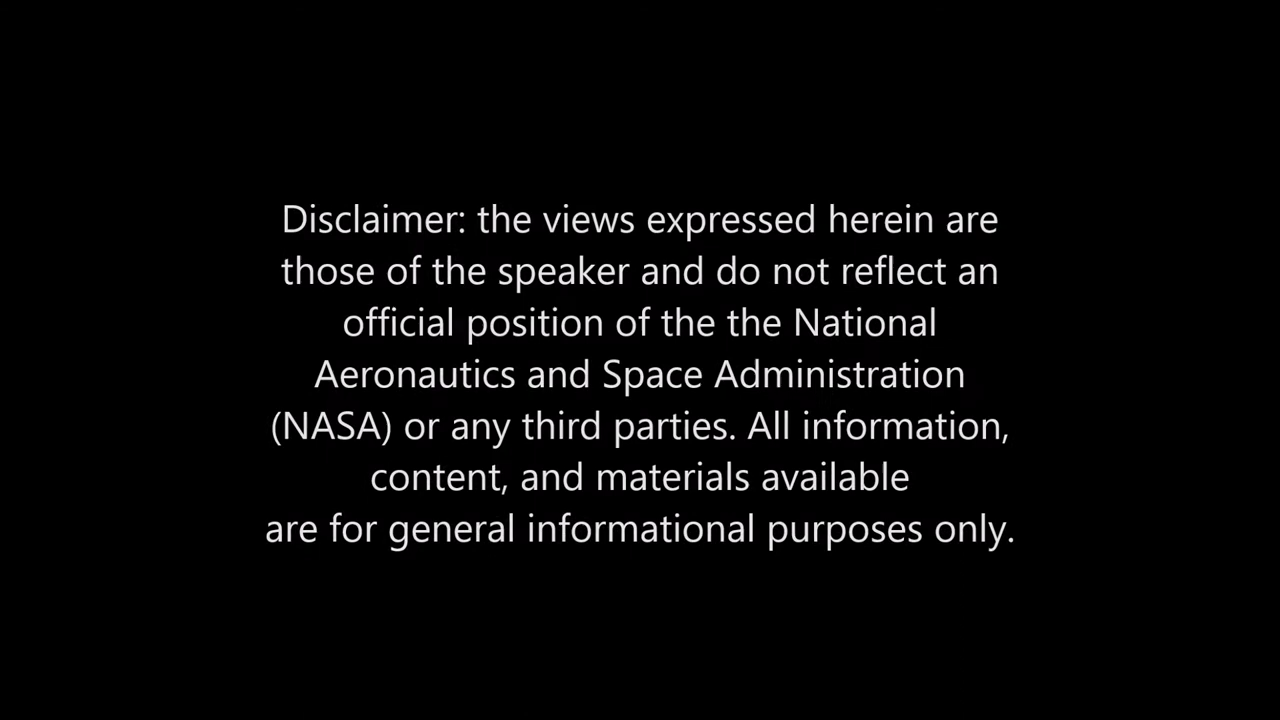 Disclaimer: the views expressed herein are
those of the speaker and do not reflect an
official position of the the National
Aeronautics and Space Administration
(NASA) or any third parties. All information,
content, and materials available
are for general informational purposes only.